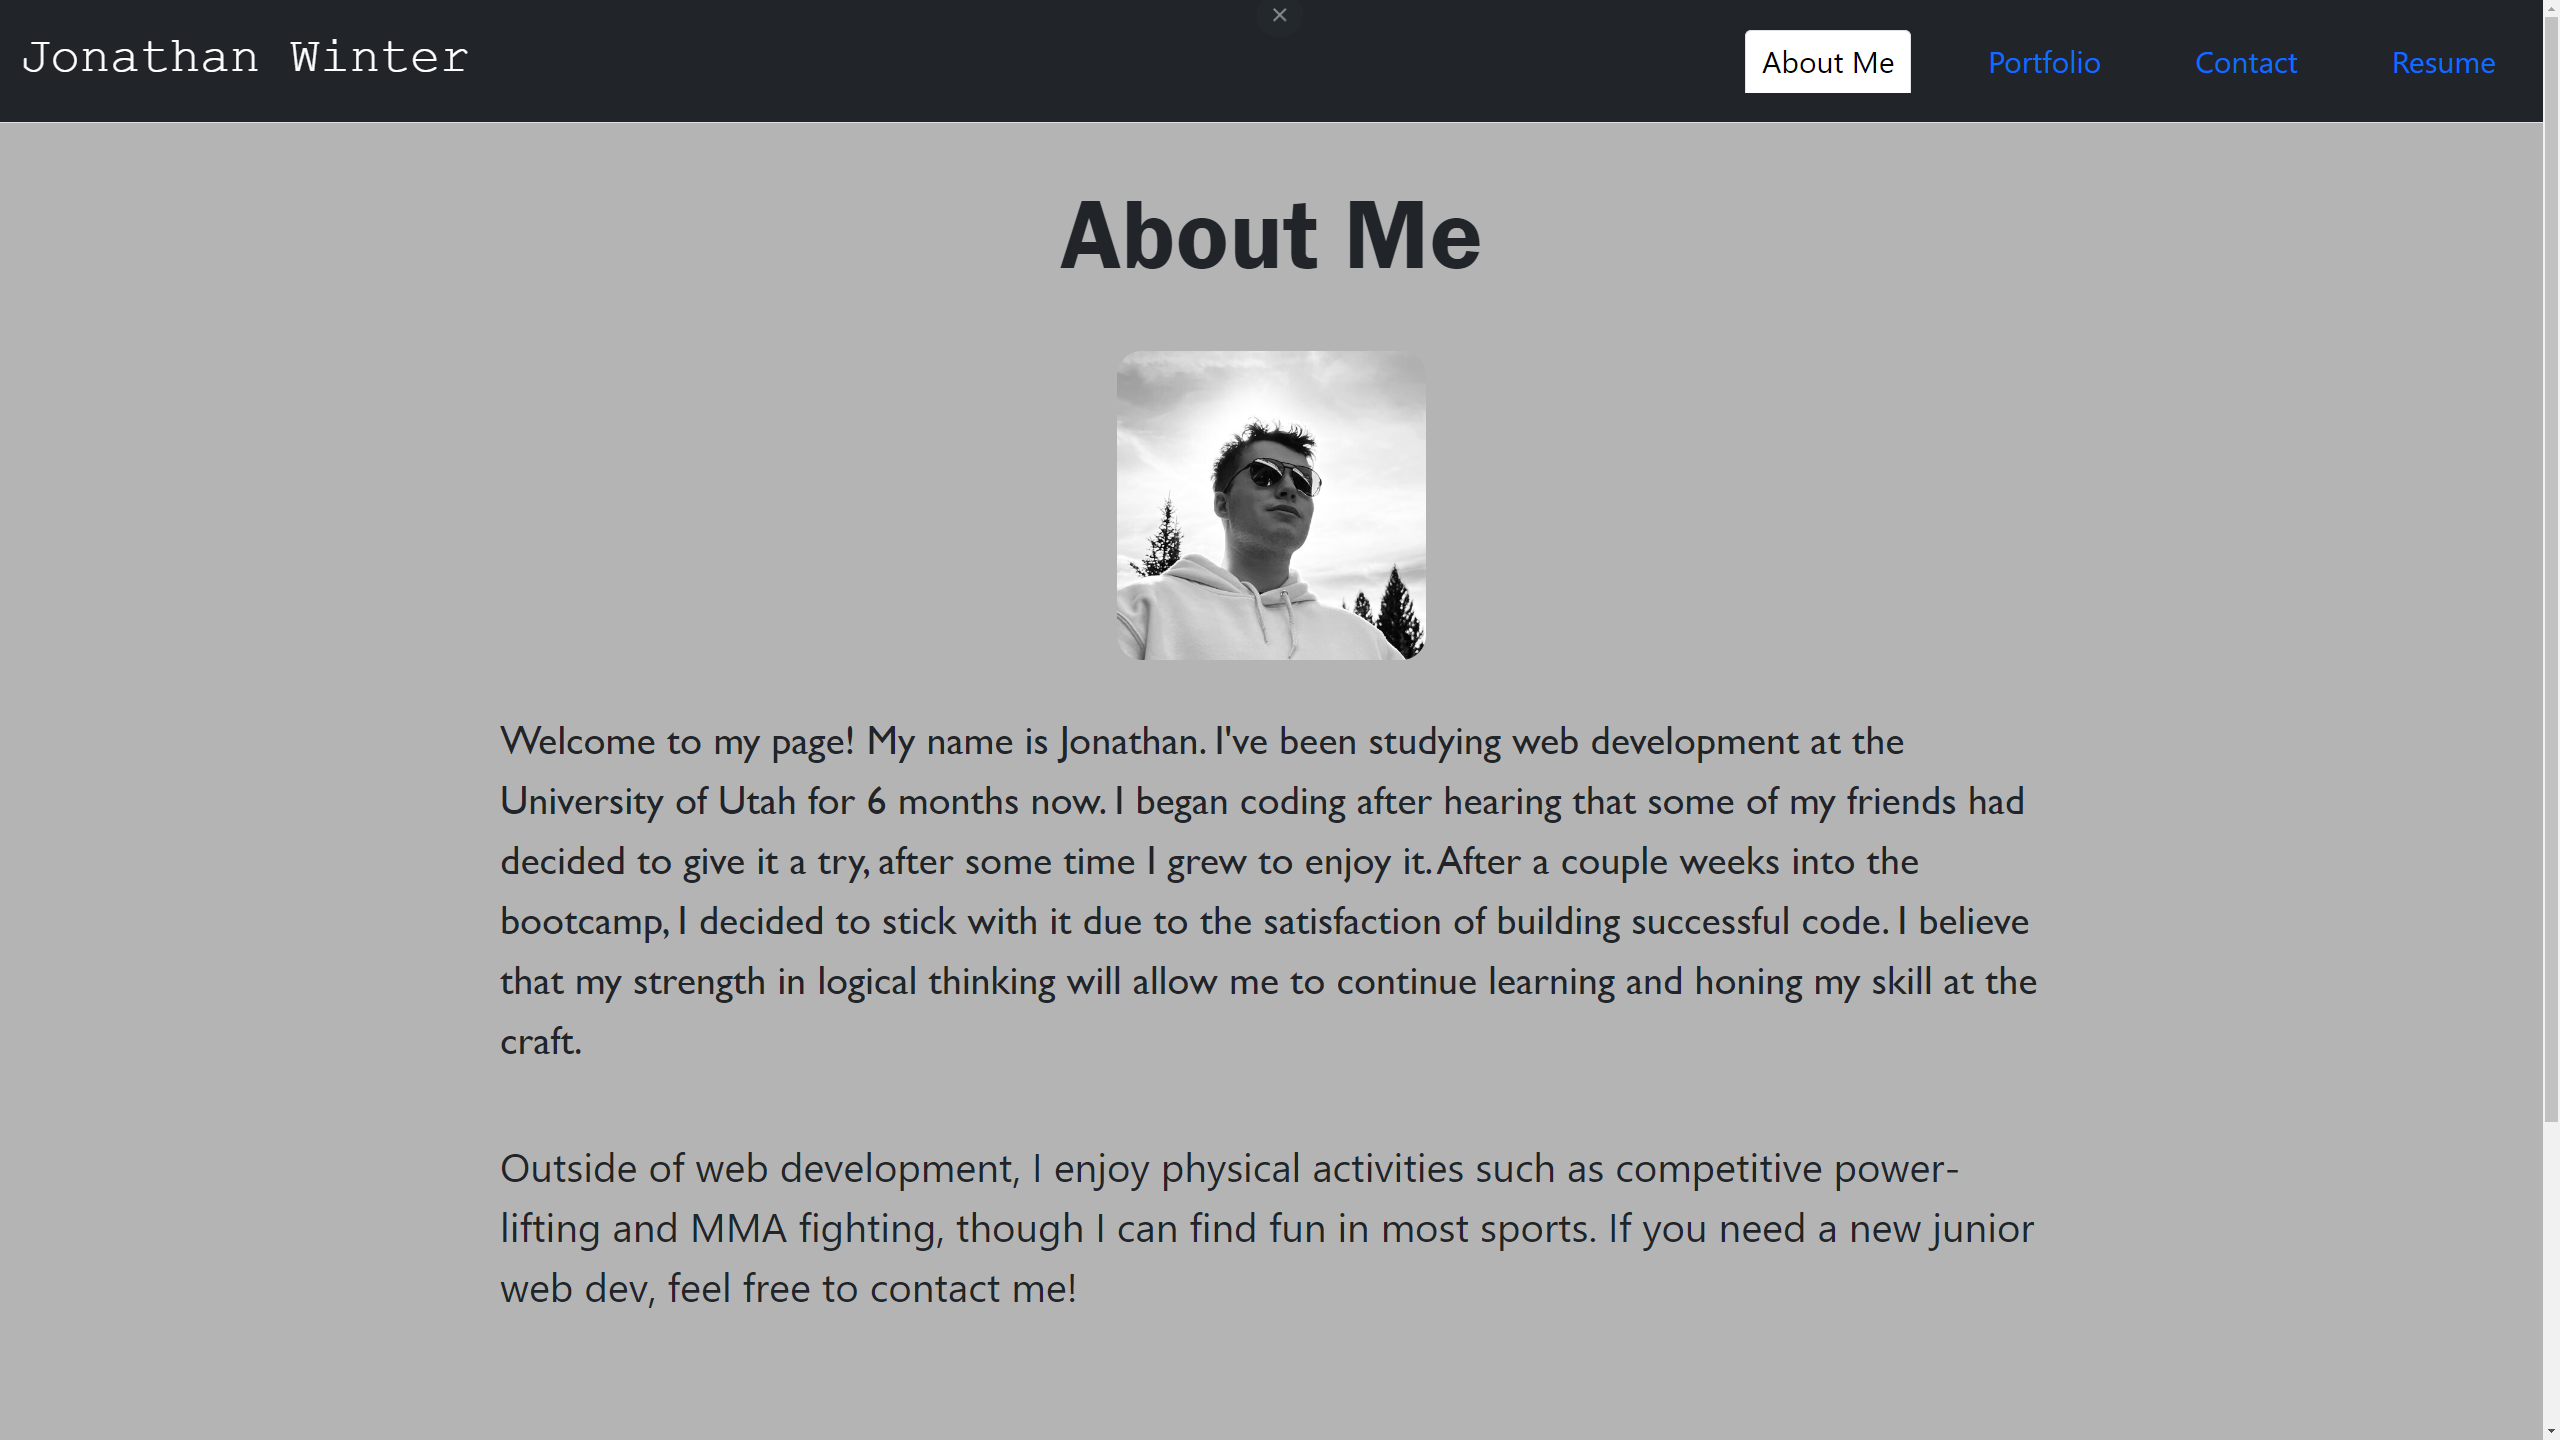 Jonathan Winter
About Me
Portfolio
Contact
Resume
About Me
Welcome to my page! My name is Jonathan. I've been studying web development at the
University of Utah for 6 months now. I began coding after hearing that some of my friends had
decided to give it a try, after some time I grew to enjoy it. After a couple weeks into the
bootcamp, I decided to stick with it due to the satisfaction of building successful code. I believe
that my strength in logical thinking will allow me to continue learning and honing my skill at the
craft.
Outside of web development, I enjoy physical activities such as competitive power-
lifting and MMA fighting, though I can find fun in most sports. If you need a new junior
web dev, feel free to contact me!